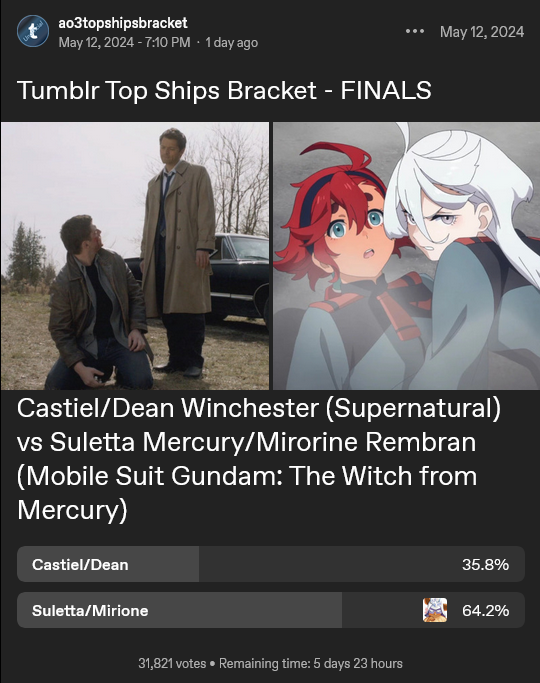 ao3topshipsbracket
May 12, 2024 - 7:10 PM · 1 day ago
May 12, 2024
Tumblr Top Ships Bracket - FINALS
Castiel/Dean Winchester (Supernatural)
vs Suletta Mercury/Mirorine Rembran
(Mobile Suit Gundam: The Witch from
Mercury)
Castiel/Dean 35.8%
Suletta/Mirione 64.2%
31,821 votes • Remaining time: 5 days 23 hours